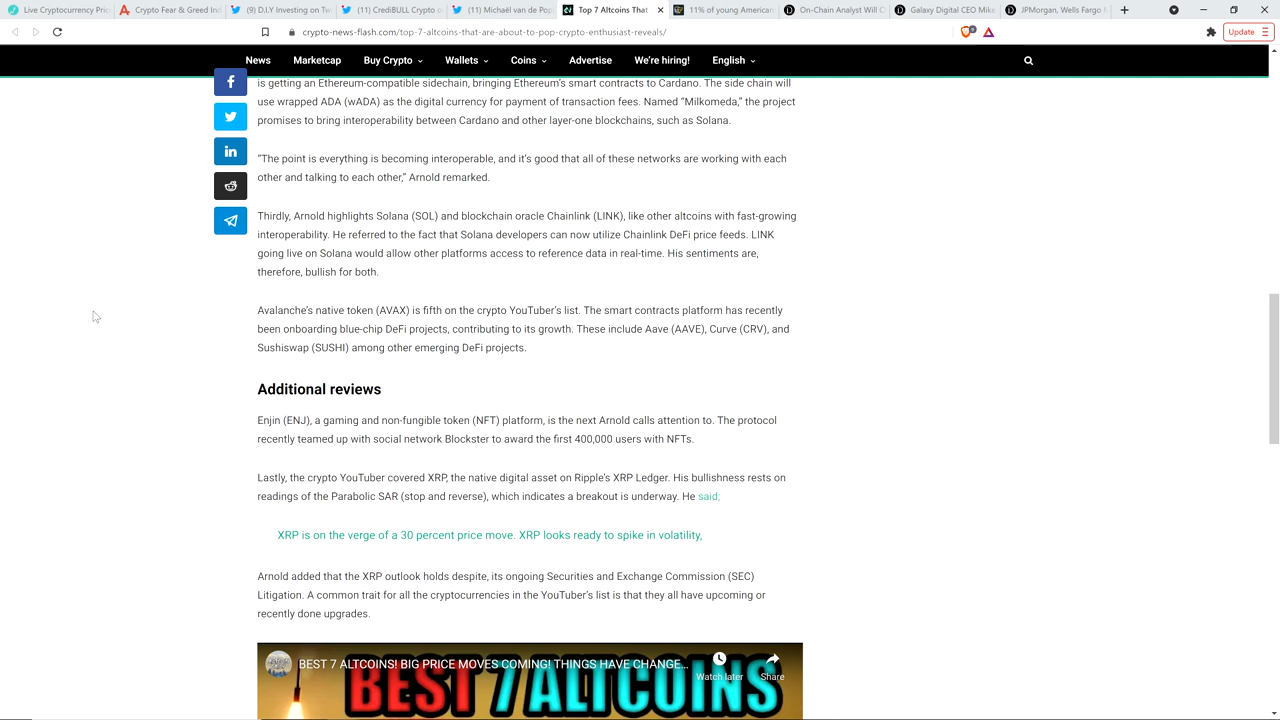 Live Cryptocurrency Pric
Crypto Fear & Greed Ind
(9) D.I.Y Investing on Tw
(11) CrediBULL Crypto o
(11) Michaël van de Pop
Top 7 Altcoins That
11% of young American
On-Chain Analyst Will C
Galaxy Digital CEO Mike
JPMorgan, Wells Fargo
crypto-news-flash.com/top-7-altcoins-that-are-about-to-pop-crypto-enthusiast-reveals/
Update
News Marketcap Buy Crypto Wallets Coins Advertise We're hiring! English
is getting an Ethereum-compatible sidechain, bringing Ethereum's smart contracts to Cardano. The side chain will
use wrapped ADA (wADA) as the digital currency for payment of transaction fees. Named “Milkomeda,” the project
promises to bring interoperability between Cardano and other layer-one blockchains, such as Solana.
“The point is everything is becoming interoperable, and it's good that all of these networks are working with each
other and talking to each other,” Arnold remarked.
Thirdly, Arnold highlights Solana (SOL) and blockchain oracle Chainlink (LINK), like other altcoins with fast-growing
interoperability. He referred to the fact that Solana developers can now utilize Chainlink DeFi price feeds. LINK
going live on Solana would allow other platforms access to reference data in real-time. His sentiments are,
therefore, bullish for both.
Avalanche's native token (AVAX) is fifth on the crypto YouTuber's list. The smart contracts platform has recently
been onboarding blue-chip DeFi projects, contributing to its growth. These include Aave (AAVE), Curve (CRV), and
Sushiswap (SUSHI) among other emerging DeFi projects.
Additional reviews
Enjin (ENJ), a gaming and non-fungible token (NFT) platform, is the next Arnold calls attention to. The protocol
recently teamed up with social network Blockster to award the first 400,000 users with NFTs.
Lastly, the crypto YouTuber covered XRP, the native digital asset on Ripple's XRP Ledger. His bullishness rests on
readings of the Parabolic SAR (stop and reverse), which indicates a breakout is underway. He said;
XRP is on the verge of a 30 percent price move. XRP looks ready to spike in volatility,
Arnold added that the XRP outlook holds despite, its ongoing Securities and Exchange Commission (SEC)
Litigation. A common trait for all the cryptocurrencies in the YouTuber's list is that they all have upcoming or
recently done upgrades.
BEST 7 ALTCOINS! BIG PRICE MOVES COMING! THINGS HAVE CHANGE...
Watch later
Share
BEST 7 ALTCOINS